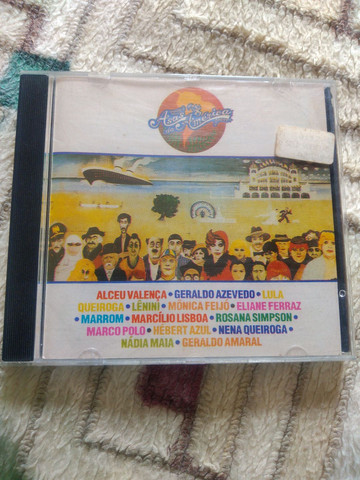 Asas da
América
ALCEU VALENÇA • GERALDO AZEVEDO • LULA
QUEIROGA • LÊNINI • MÔNICA FEIJÓ • ELIANE FERRAZ
• MARROM • MARCÍLIO LISBOA • ROSANA SIMPSON •
MARCO POLO • HÉBERT AZUL • NENA QUEIROGA •
NÁDIA MAIA • GERALDO AMARAL